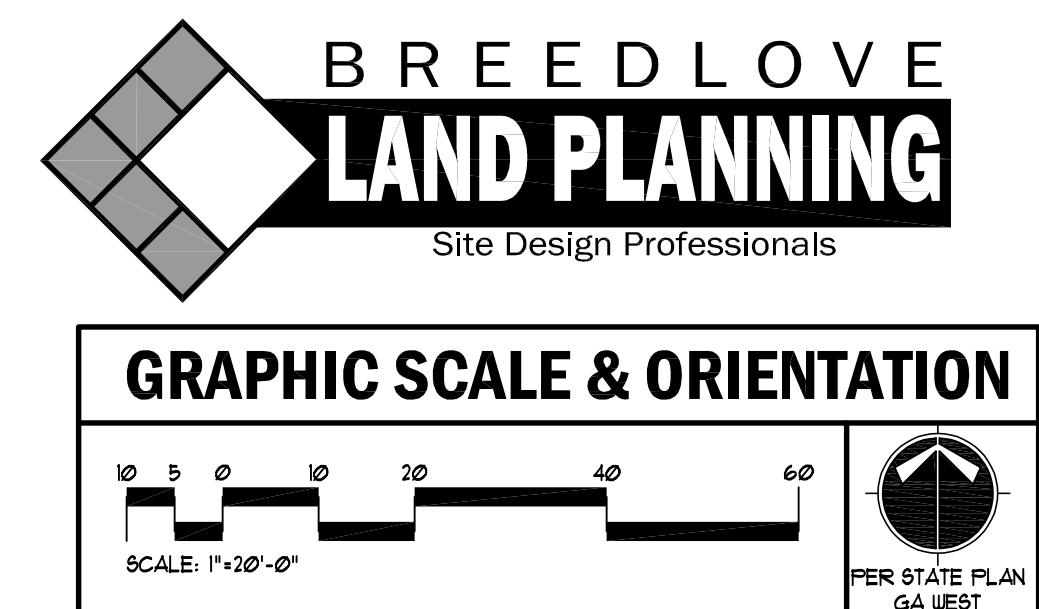 BREEDLOVE
LAND PLANNING
Site Design Professionals
GRAPHIC SCALE & ORIENTATION
10 5 0 10 20 40 60
SCALE: 1"=20'-0"
PER STATE PLAN
GA WEST